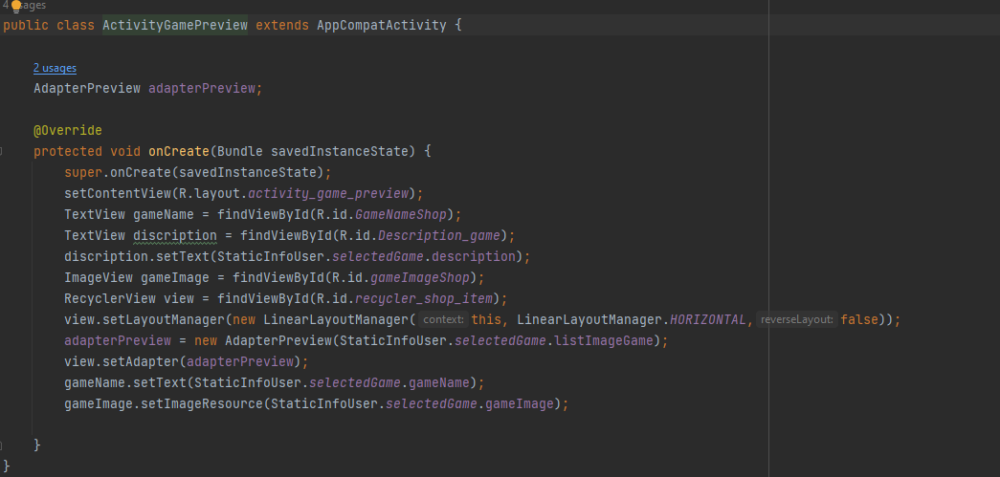 4 usages
public class ActivityGamePreview extends AppCompatActivity {
2 usages
AdapterPreview adapterPreview;
@Override
protected void onCreate(Bundle savedInstanceState) {
super.onCreate(savedInstanceState);
setContentView(R.layout.activity_game_preview);
TextView gameName = findViewById(R.id.GameNameShop);
TextView discription = findViewById(R.id.Description_game);
discription.setText(StaticInfoUser.selectedGame.description);
ImageView gameImage = findViewById(R.id.gameImageShop);
RecyclerView view = findViewById(R.id.recycler_shop_item);
view.setLayoutManager(new LinearLayoutManager( context: this, LinearLayoutManager.HORIZONTAL, reverseLayout: false));
adapterPreview = new AdapterPreview(StaticInfoUser.selectedGame.listImageGame);
view.setAdapter(adapterPreview);
gameName.setText(StaticInfoUser.selectedGame.gameName);
gameImage.setImageResource(StaticInfoUser.selectedGame.gameImage);
}
}